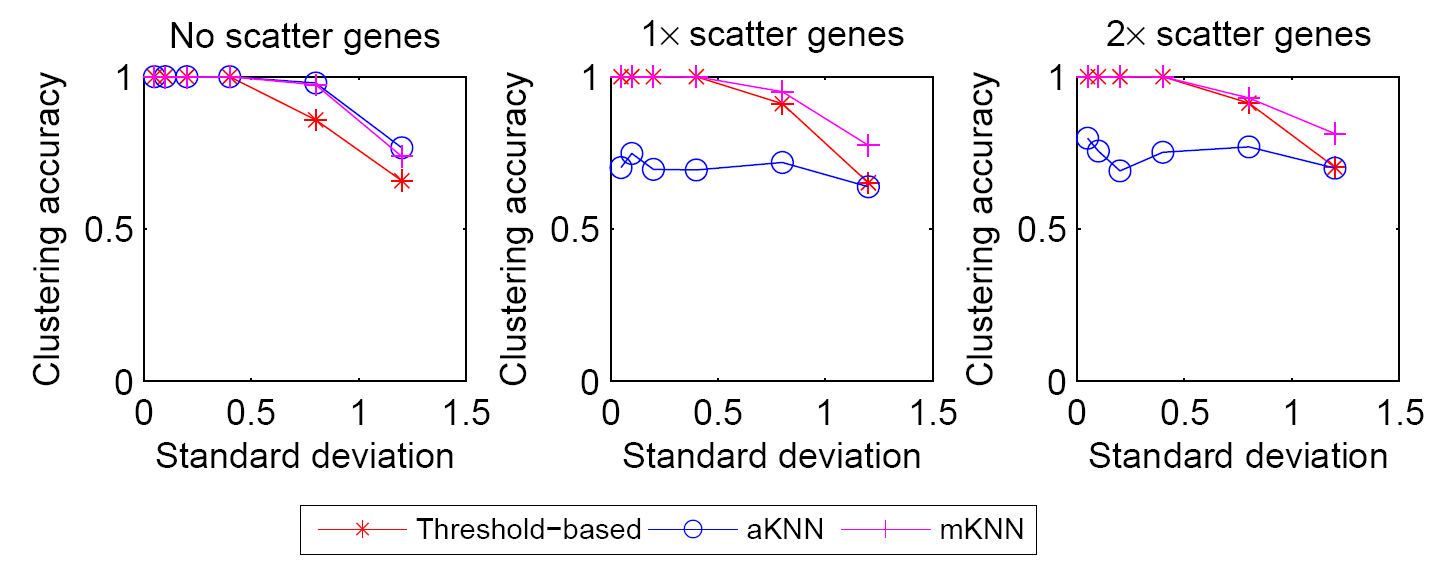 No scatter genes
1× scatter genes
2× scatter genes
Clustering accuracy
1
0.5
0
0
0.5
1
1.5
Standard deviation
Clustering accuracy
1
0.5
0
0
0.5
1
1.5
Standard deviation
Clustering accuracy
1
0.5
0
0
0.5
1
1.5
Standard deviation
Threshold−based
aKNN
mKNN